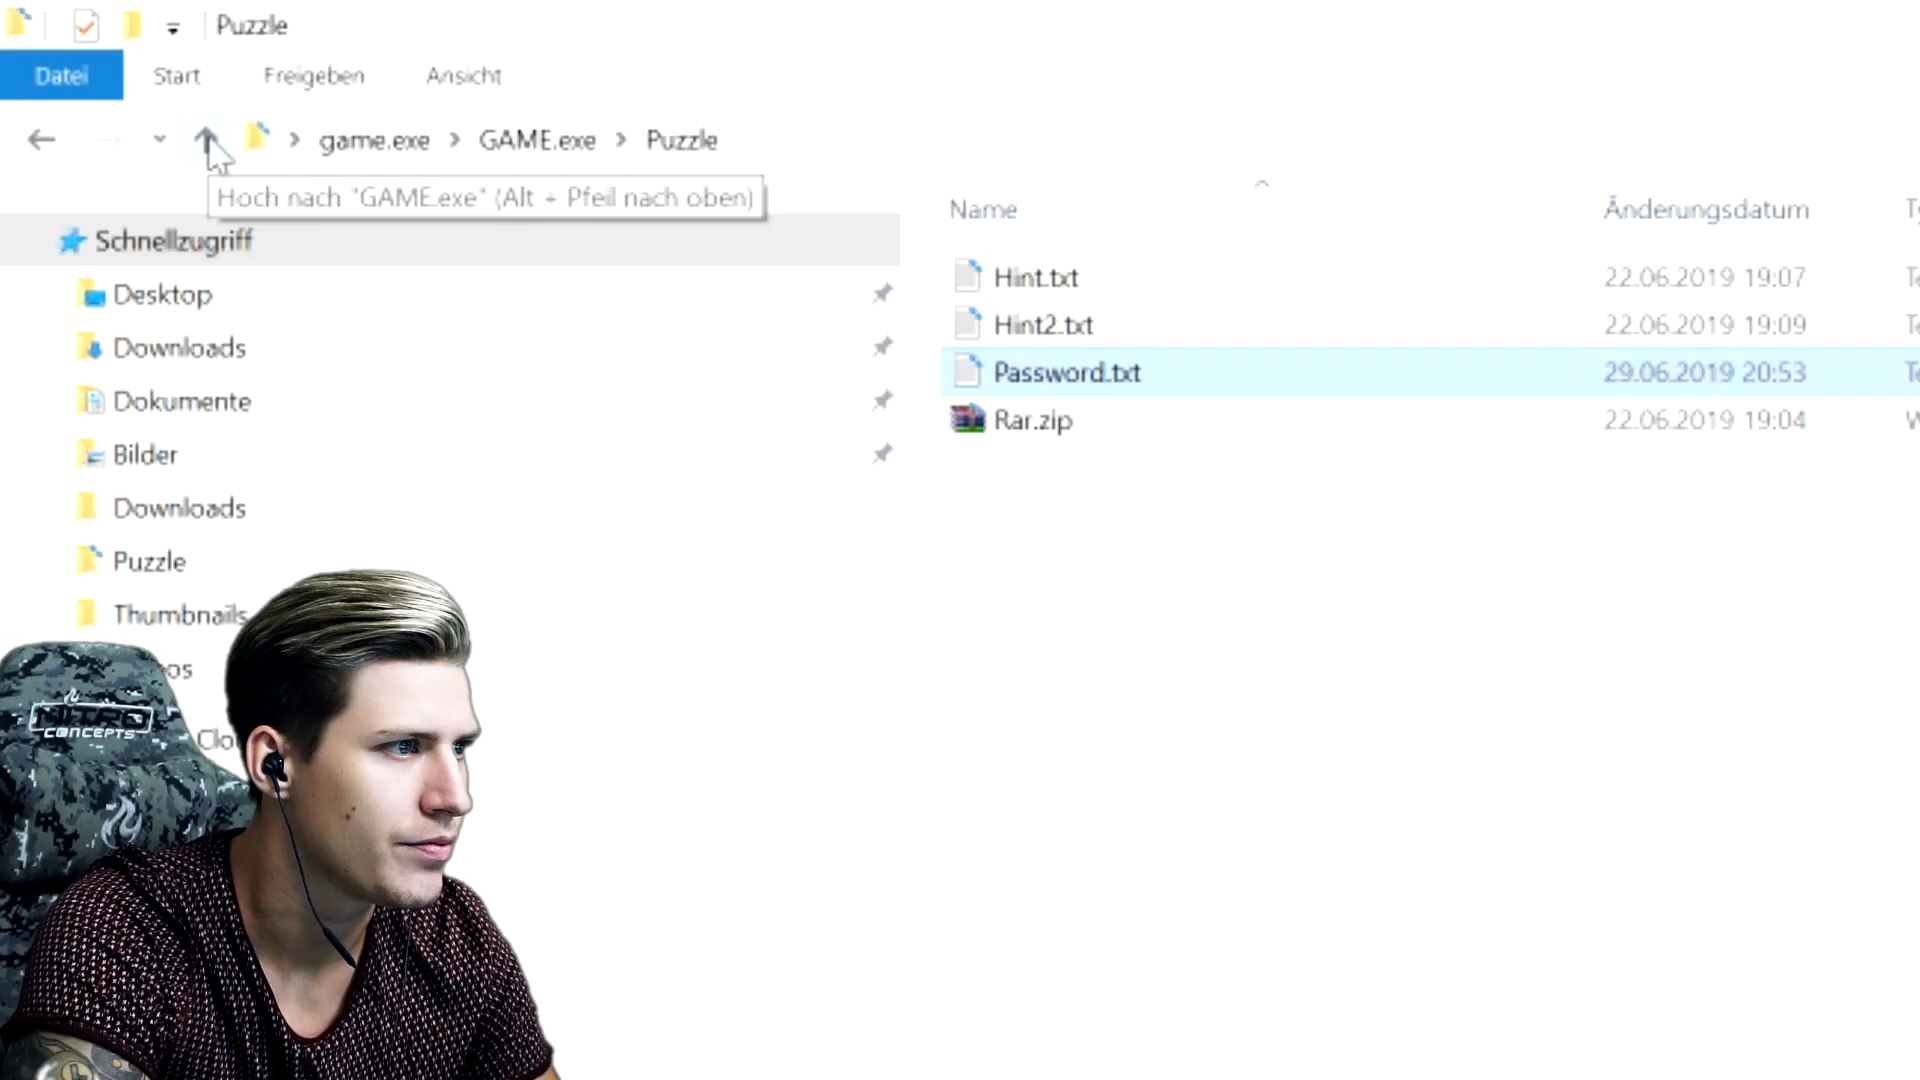 Puzzle
Datei Start Freigeben Ansicht
game.exe GAME.exe Puzzle
Hoch nach "GAME.exe" (Alt + Pfeil nach oben)
Name Änderungsdatum
Schnellzugriff
Desktop
Downloads
Dokumente
Bilder
Downloads
Puzzle
Thumbnails
Hint.txt 22.06.2019 19:07
Hint2.txt 22.06.2019 19:09
Password.txt 29.06.2019 20:53
Rar.zip 22.06.2019 19:04
NITRO
CONCEPTS